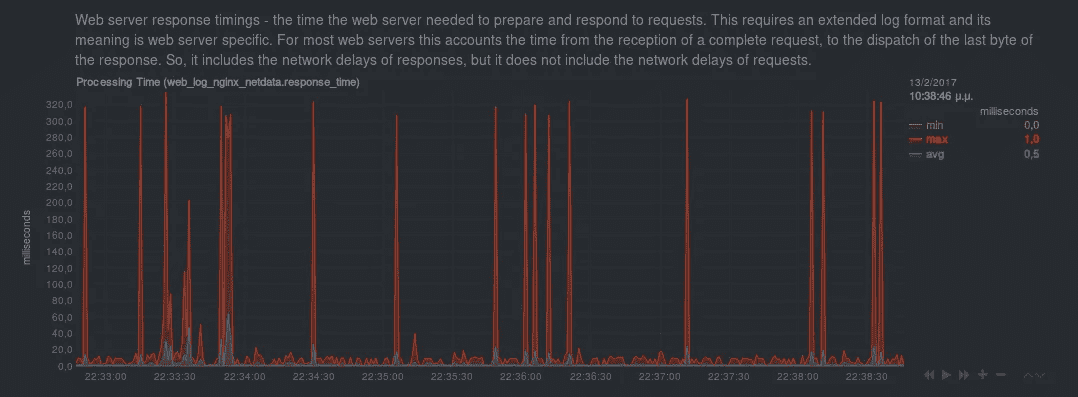 Web server response timings - the time the web server needed to prepare and respond to requests. This requires an extended log format and its
meaning is web server specific. For most web servers this accounts the time from the reception of a complete request, to the dispatch of the last byte of
the response. So, it includes the network delays of responses, but it does not include the network delays of requests.
Processing Time (web_log_nginx_netdata.response_time)
13/2/2017
10:38:46 μ.μ.
milliseconds
min 0,0
max 1,0
avg 0,5
milliseconds
320,0
300,0
280,0
260,0
240,0
220,0
200,0
180,0
160,0
140,0
120,0
100,0
80,0
60,0
40,0
20,0
0,0
22:33:00 22:33:30 22:34:00 22:34:30 22:35:00 22:35:30 22:36:00 22:36:30 22:37:00 22:37:30 22:38:00 22:38:30